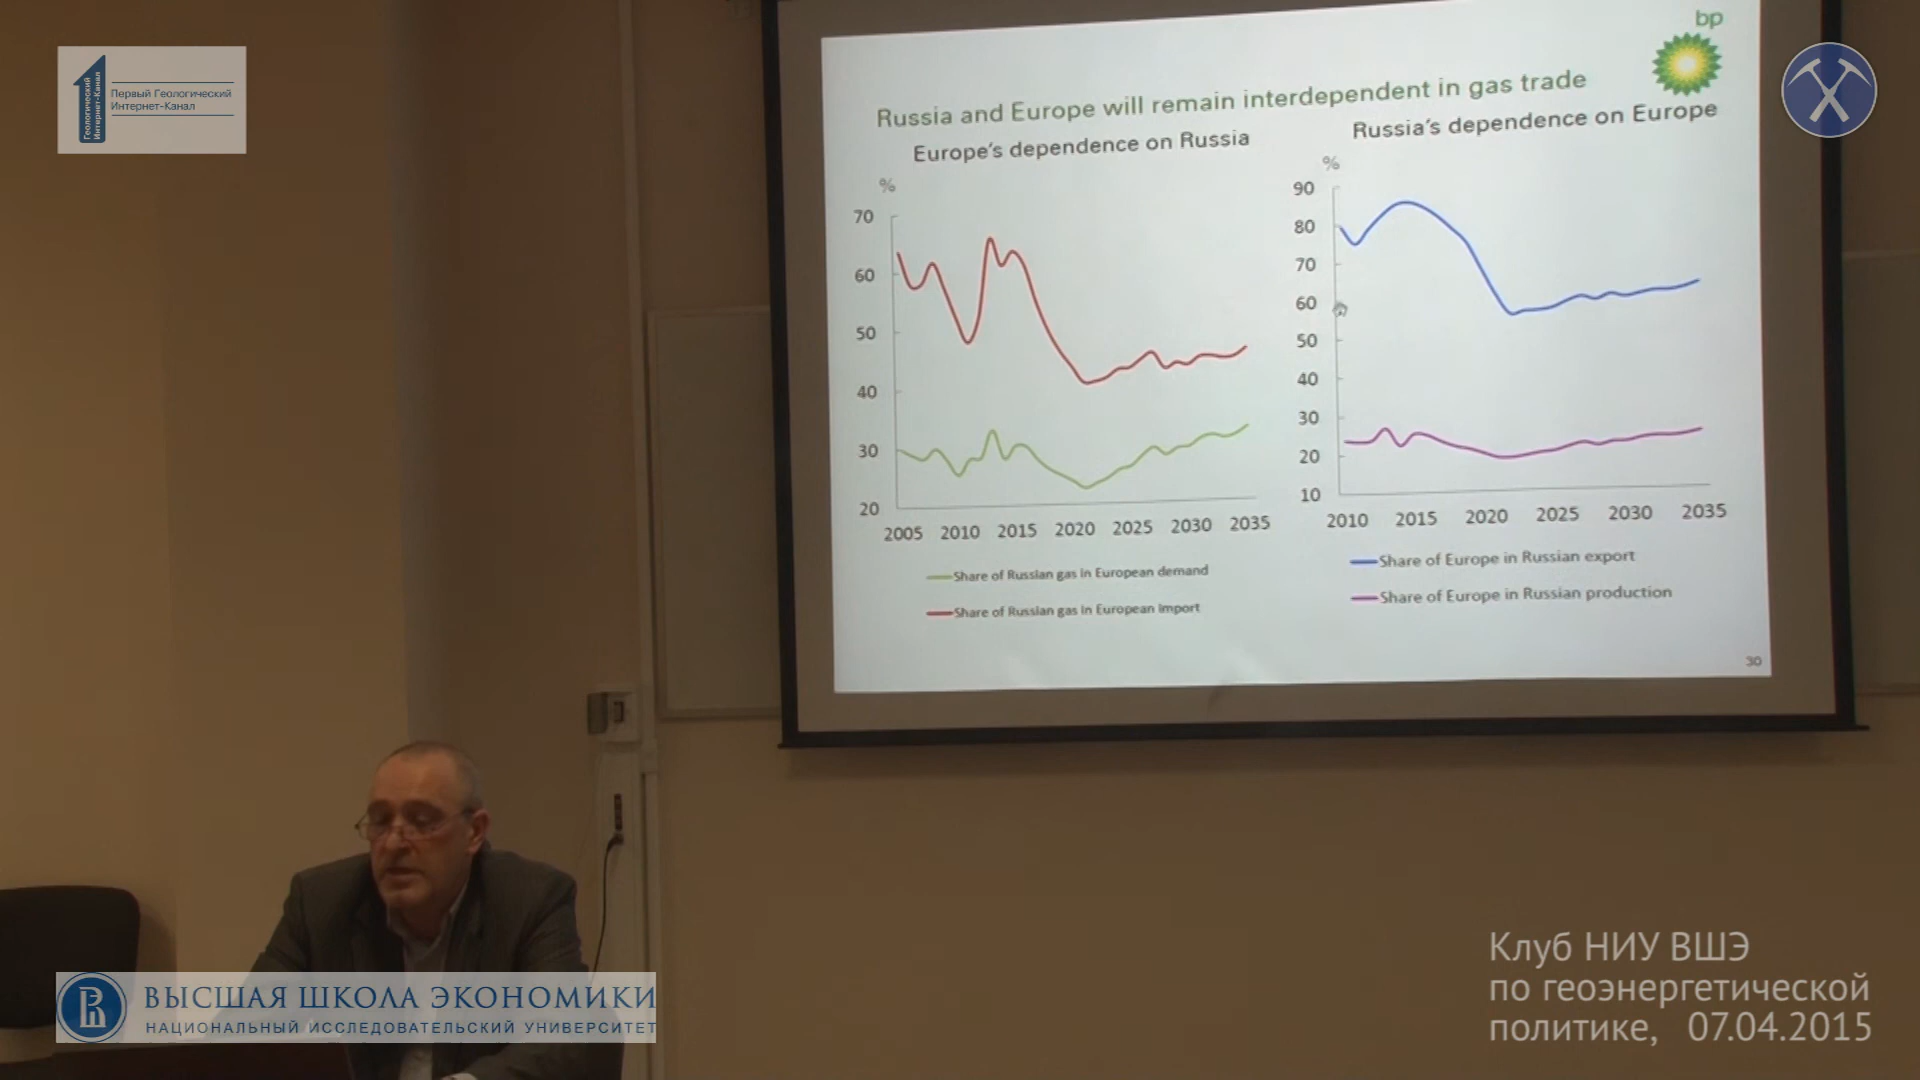 Геологический
Интернет-Канал
Первый Геологический
Интернет-Канал
bp
Russia and Europe will remain interdependent in gas trade
Europe's dependence on Russia
%
70
60
50
40
30
20
2005 2010 2015 2020 2025 2030 2035
Share of Russian gas in European demand
Share of Russian gas in European import
Russia's dependence on Europe
%
90
80
70
60
50
40
30
20
10
2010 2015 2020 2025 2030 2035
Share of Europe in Russian export
Share of Europe in Russian production
30
ВЫСШАЯ ШКОЛА ЭКОНОМИКИ
НАЦИОНАЛЬНЫЙ ИССЛЕДОВАТЕЛЬСКИЙ УНИВЕРСИТЕТ
Клуб НИУ ВШЭ
по геоэнергетической
политике, 07.04.2015